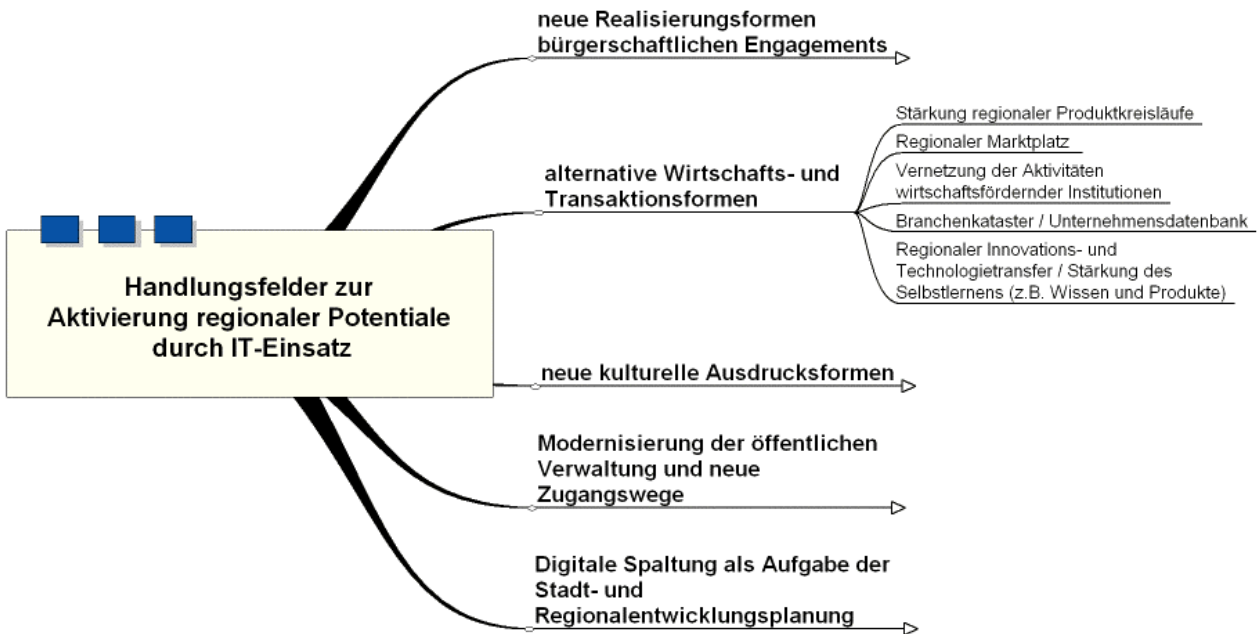 Handlungsfelder zur
Aktivierung regionaler Potentiale
durch IT-Einsatz
neue Realisierungsformen
bürgerschaftlichen Engagements
alternative Wirtschafts- und
Transaktionsformen
Stärkung regionaler Produktkreisläufe
Regionaler Marktplatz
Vernetzung der Aktivitäten
wirtschaftsfördernder Institutionen
Branchenkataster / Unternehmensdatenbank
Regionaler Innovations- und
Technologietransfer / Stärkung des
Selbstlernens (z.B. Wissen und Produkte)
neue kulturelle Ausdrucksformen
Modernisierung der öffentlichen
Verwaltung und neue
Zugangswege
Digitale Spaltung als Aufgabe der
Stadt- und
Regionalentwicklungsplanung